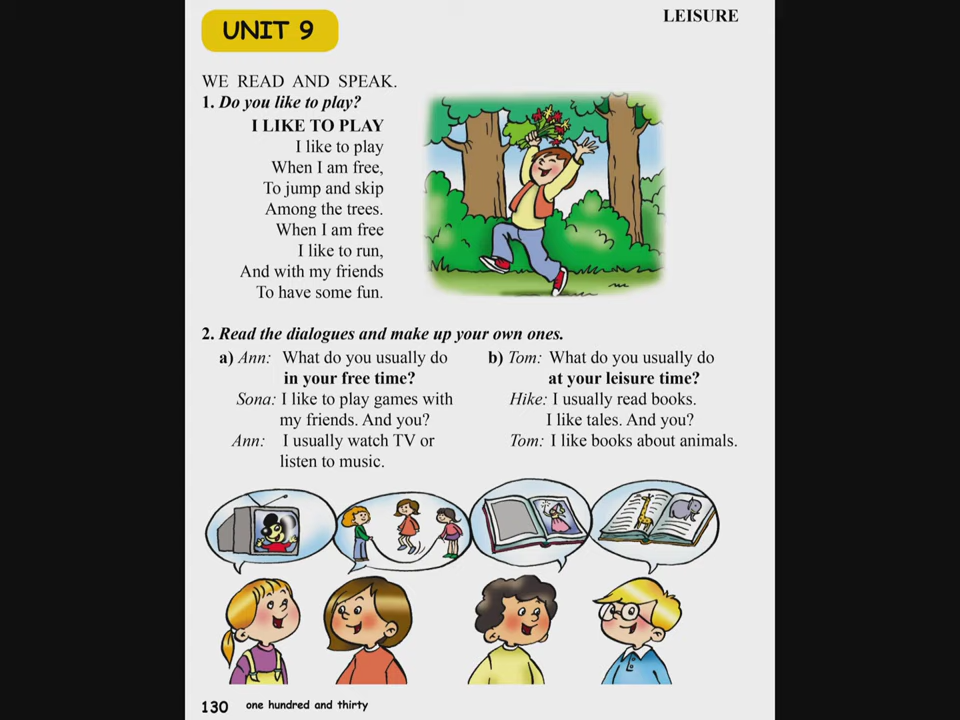 LEISURE
UNIT 9
WE READ AND SPEAK.
1. Do you like to play?
I LIKE TO PLAY
I like to play
When I am free,
To jump and skip
Among the trees.
When I am free
I like to run,
And with my friends
To have some fun.
2. Read the dialogues and make up your own ones.
a) Ann: What do you usually do
in your free time?
Sona: I like to play games with
my friends. And you?
Ann: I usually watch TV or
listen to music.
b) Tom: What do you usually do
at your leisure time?
Hike: I usually read books.
I like tales. And you?
Tom: I like books about animals.
130 one hundred and thirty